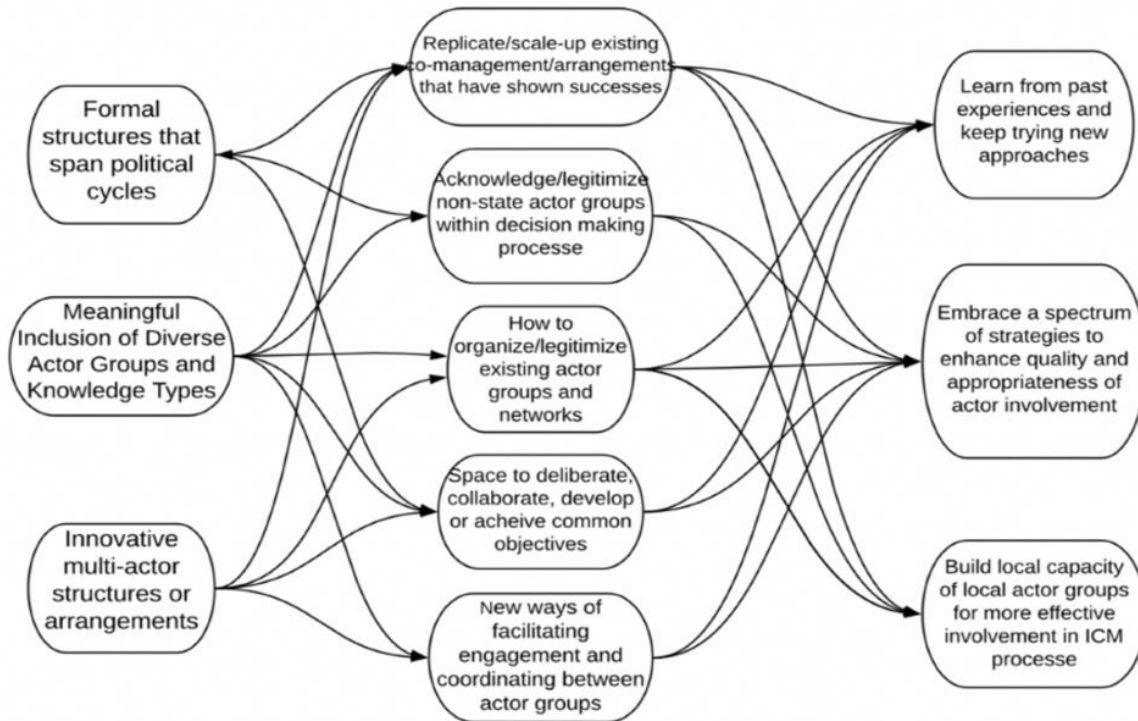 Formal
structures that
span political
cycles
Meaningful
Inclusion of Diverse
Actor Groups and
Knowledge Types
Innovative
multi-actor
structures or
arrangements
Replicate/scale-up existing
co-management/arrangements
that have shown successes
Acknowledge/legitimize
non-state actor groups
within decision making
processe
How to
organize/legitimize
existing actor
groups and
networks
Space to deliberate,
collaborate, develop
or acheive common
objectives
New ways of
facilitating
engagement and
coordinating between
actor groups
Learn from past
experiences and
keep trying new
approaches
Embrace a spectrum
of strategies to
enhance quality and
appropriateness of
actor involvement
Build local capacity
of local actor groups
for more effective
involvement in ICM
processe